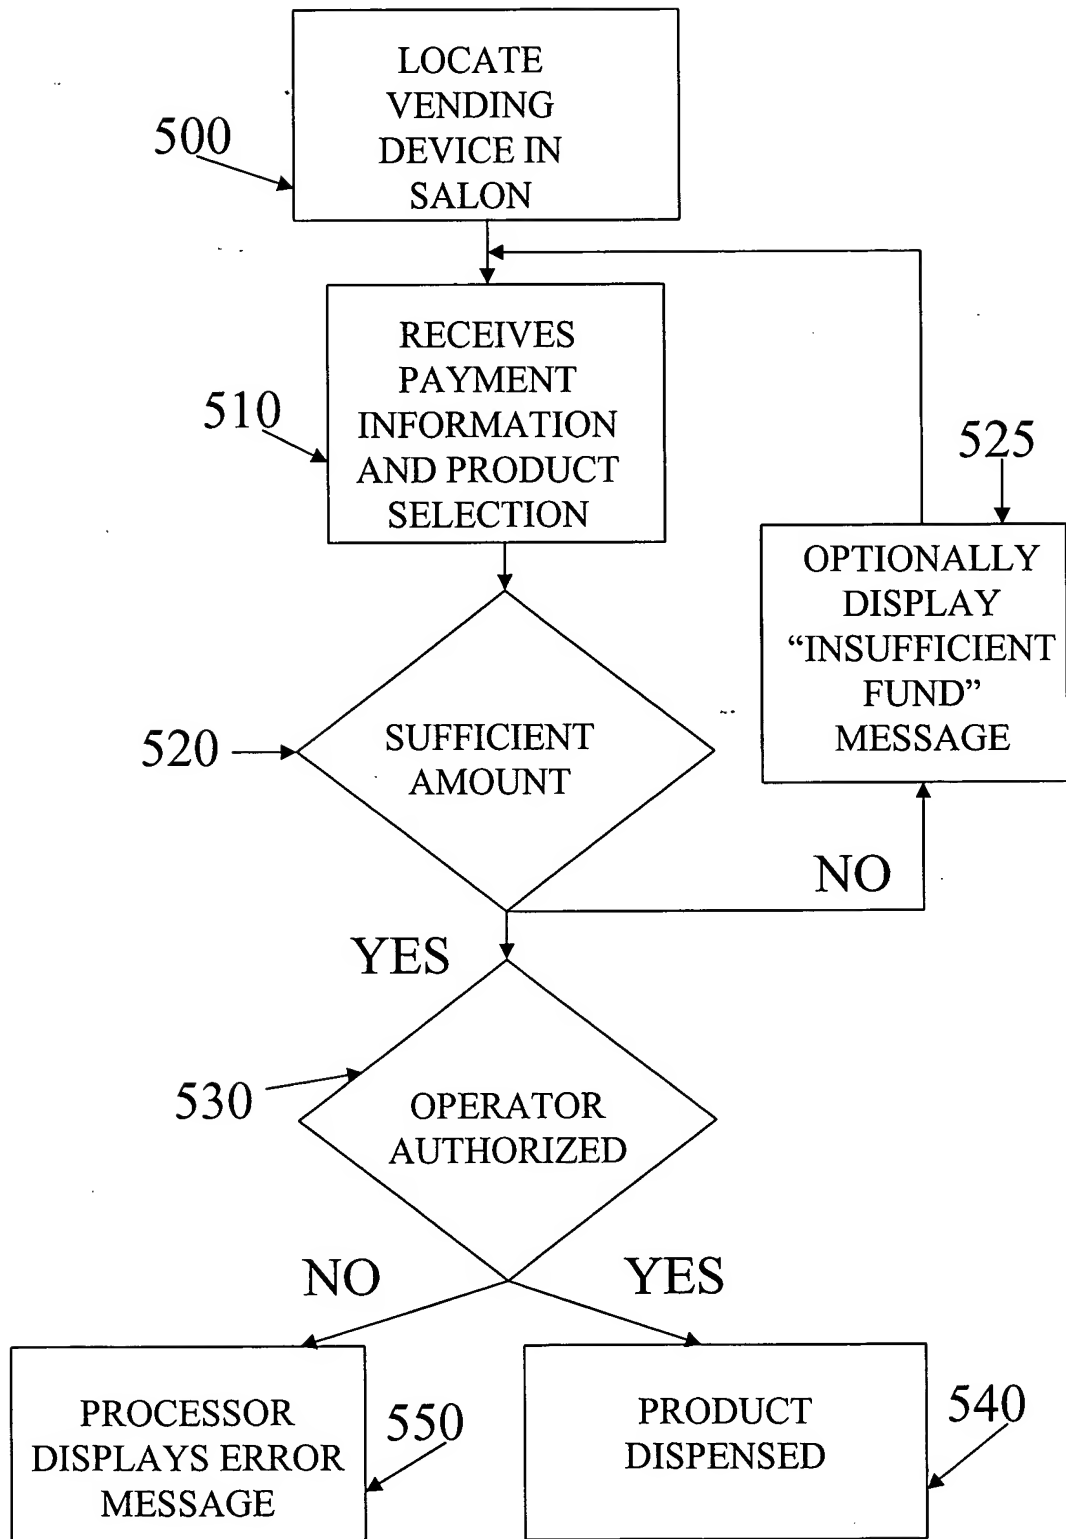 LOCATE
VENDING
DEVICE IN
SALON
500
RECEIVES
PAYMENT
INFORMATION
AND PRODUCT
SELECTION
510
525
OPTIONALLY
DISPLAY
“INSUFFICIENT
FUND”
MESSAGE
SUFFICIENT
AMOUNT
520
NO
YES
530
OPERATOR
AUTHORIZED
NO
YES
PROCESSOR
DISPLAYS ERROR
MESSAGE
550
PRODUCT
DISPENSED
540